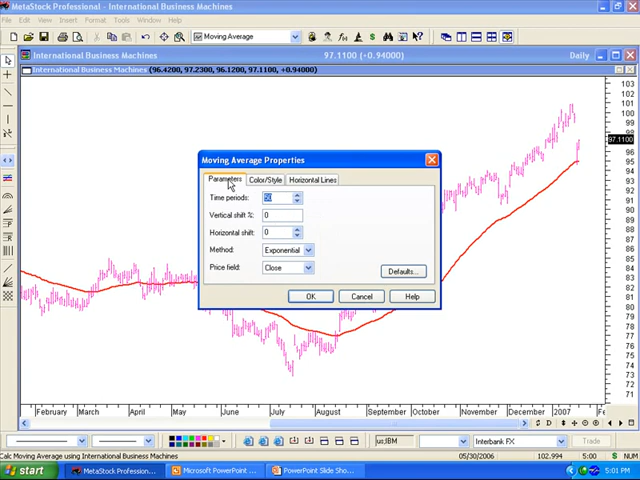 MetaStock Professional - International Business Machines
File Edit View Insert Format Tools Window Help
Moving Average
International Business Machines 97.1100 (+0.94000) Daily
International Business Machines (96.4200, 97.2300, 96.1200, 97.1100, +0.94000)
103
102
101
100
99
98
97.1100
96
95
94
93
92
91
90
89
88
87
86
85
84
83
82
81
80
79
78
77
76
75
74
73
72
71
Moving Average Properties
Parameters Color/Style Horizontal Lines
Time periods: 50
Vertical shift %: 0
Horizontal shift: 0
Method: Exponential
Price field: Close
Defaults...
OK Cancel Help
February March April May June July August September October November December 2007 Fe
us;IBM Interbank FX Trade
Calc Moving Average using International Business Mach 05/30/2006 102.994 5:00 $ NUM
start MetaStock Profession... Microsoft PowerPoint ... PowerPoint Slide Sho... 5:01 PM